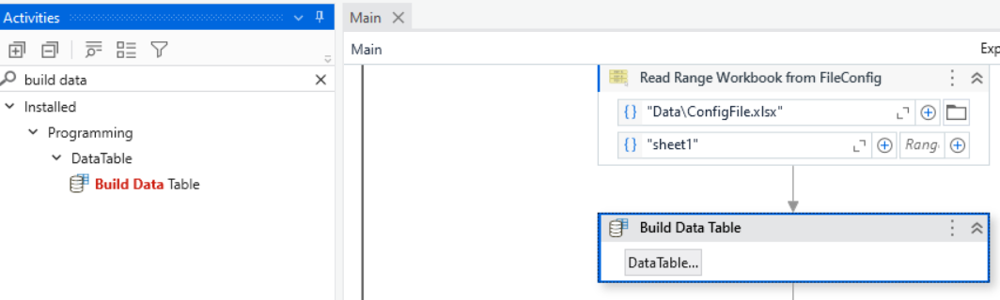 Activities
build data
Installed
Programming
DataTable
Build Data Table
Main
Main
Exp
Read Range Workbook from FileConfig
{} "Data\ConfigFile.xlsx"
{} "sheet1" Rang
Build Data Table
DataTable...